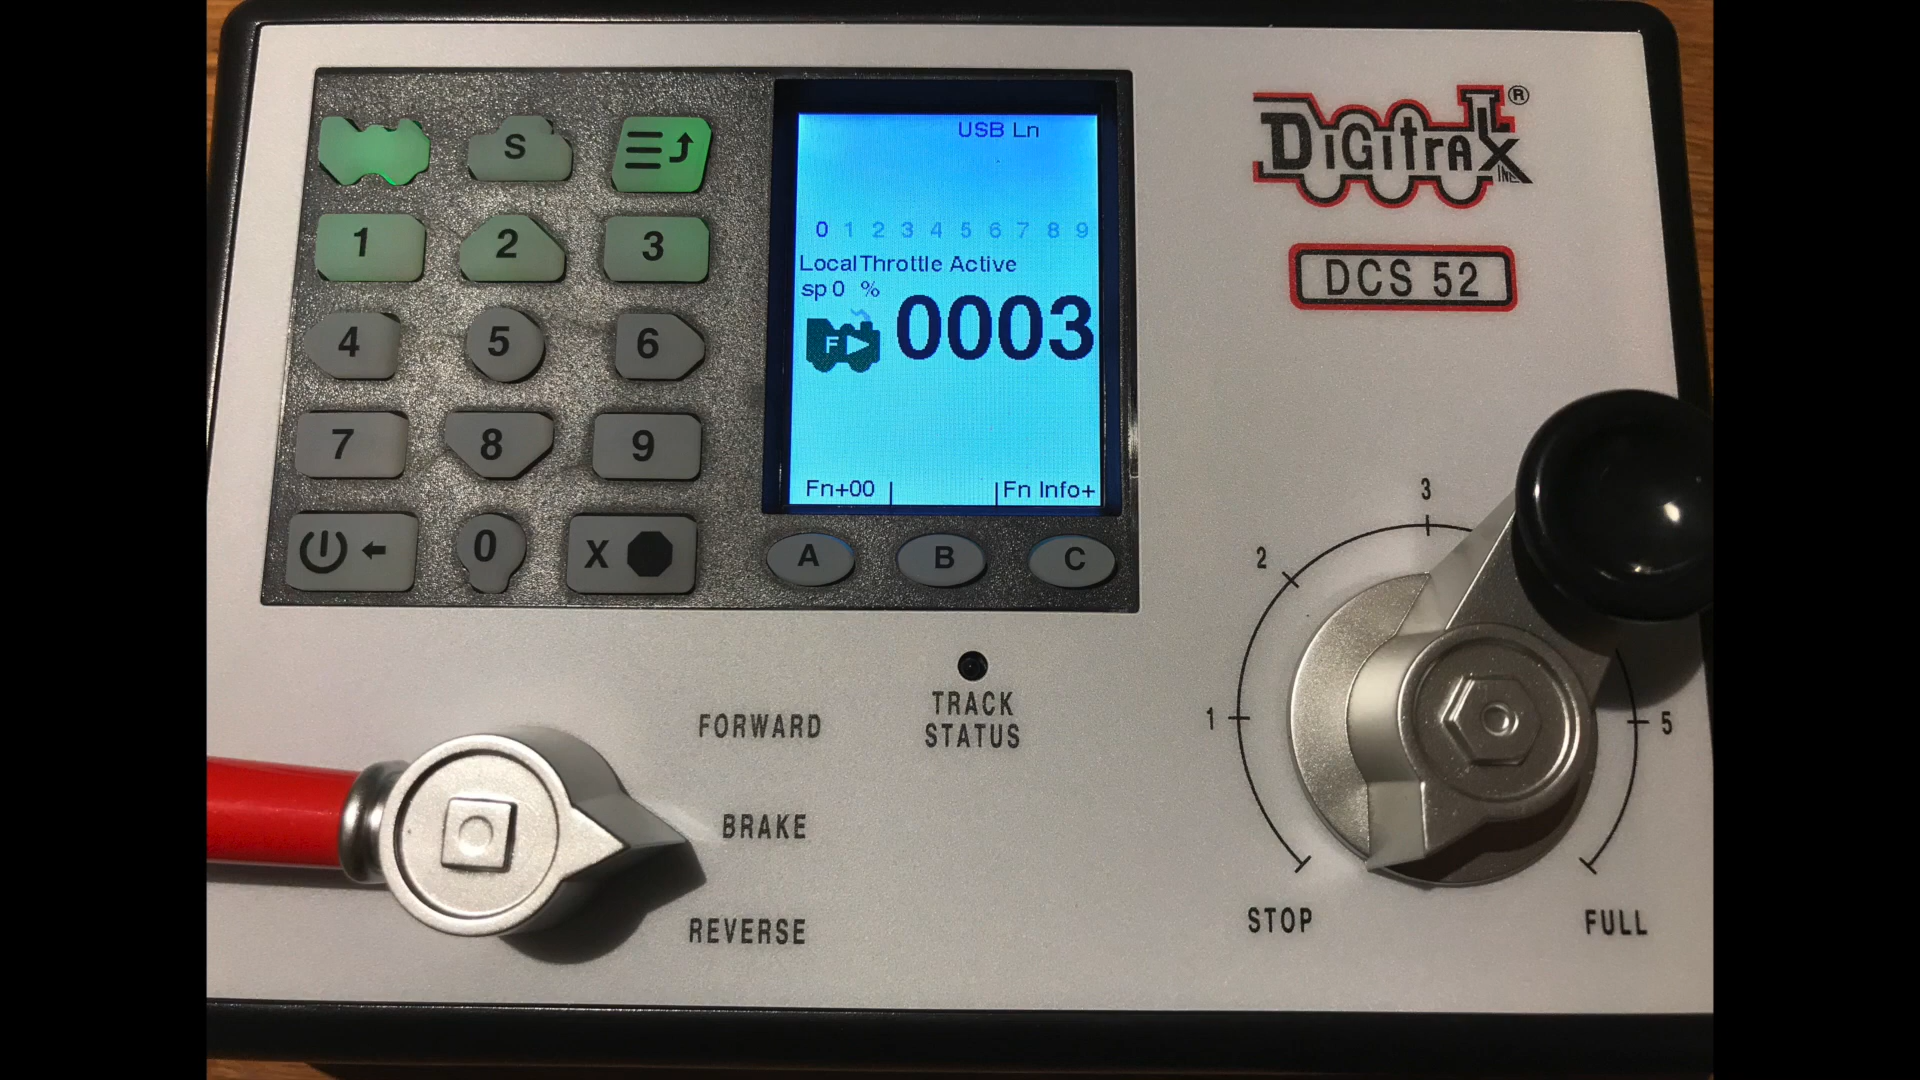 S
1
2
3
4
5
6
7
8
9
0
X
USB Ln
0 1 2 3 4 5 6 7 8 9
Local Throttle Active
sp 0 %
F
0003
Fn+00
Fn Info+
A
B
C
DIGITRAX ®
INC
DCS 52
TRACK
STATUS
FORWARD
BRAKE
REVERSE
1
2
3
5
STOP
FULL